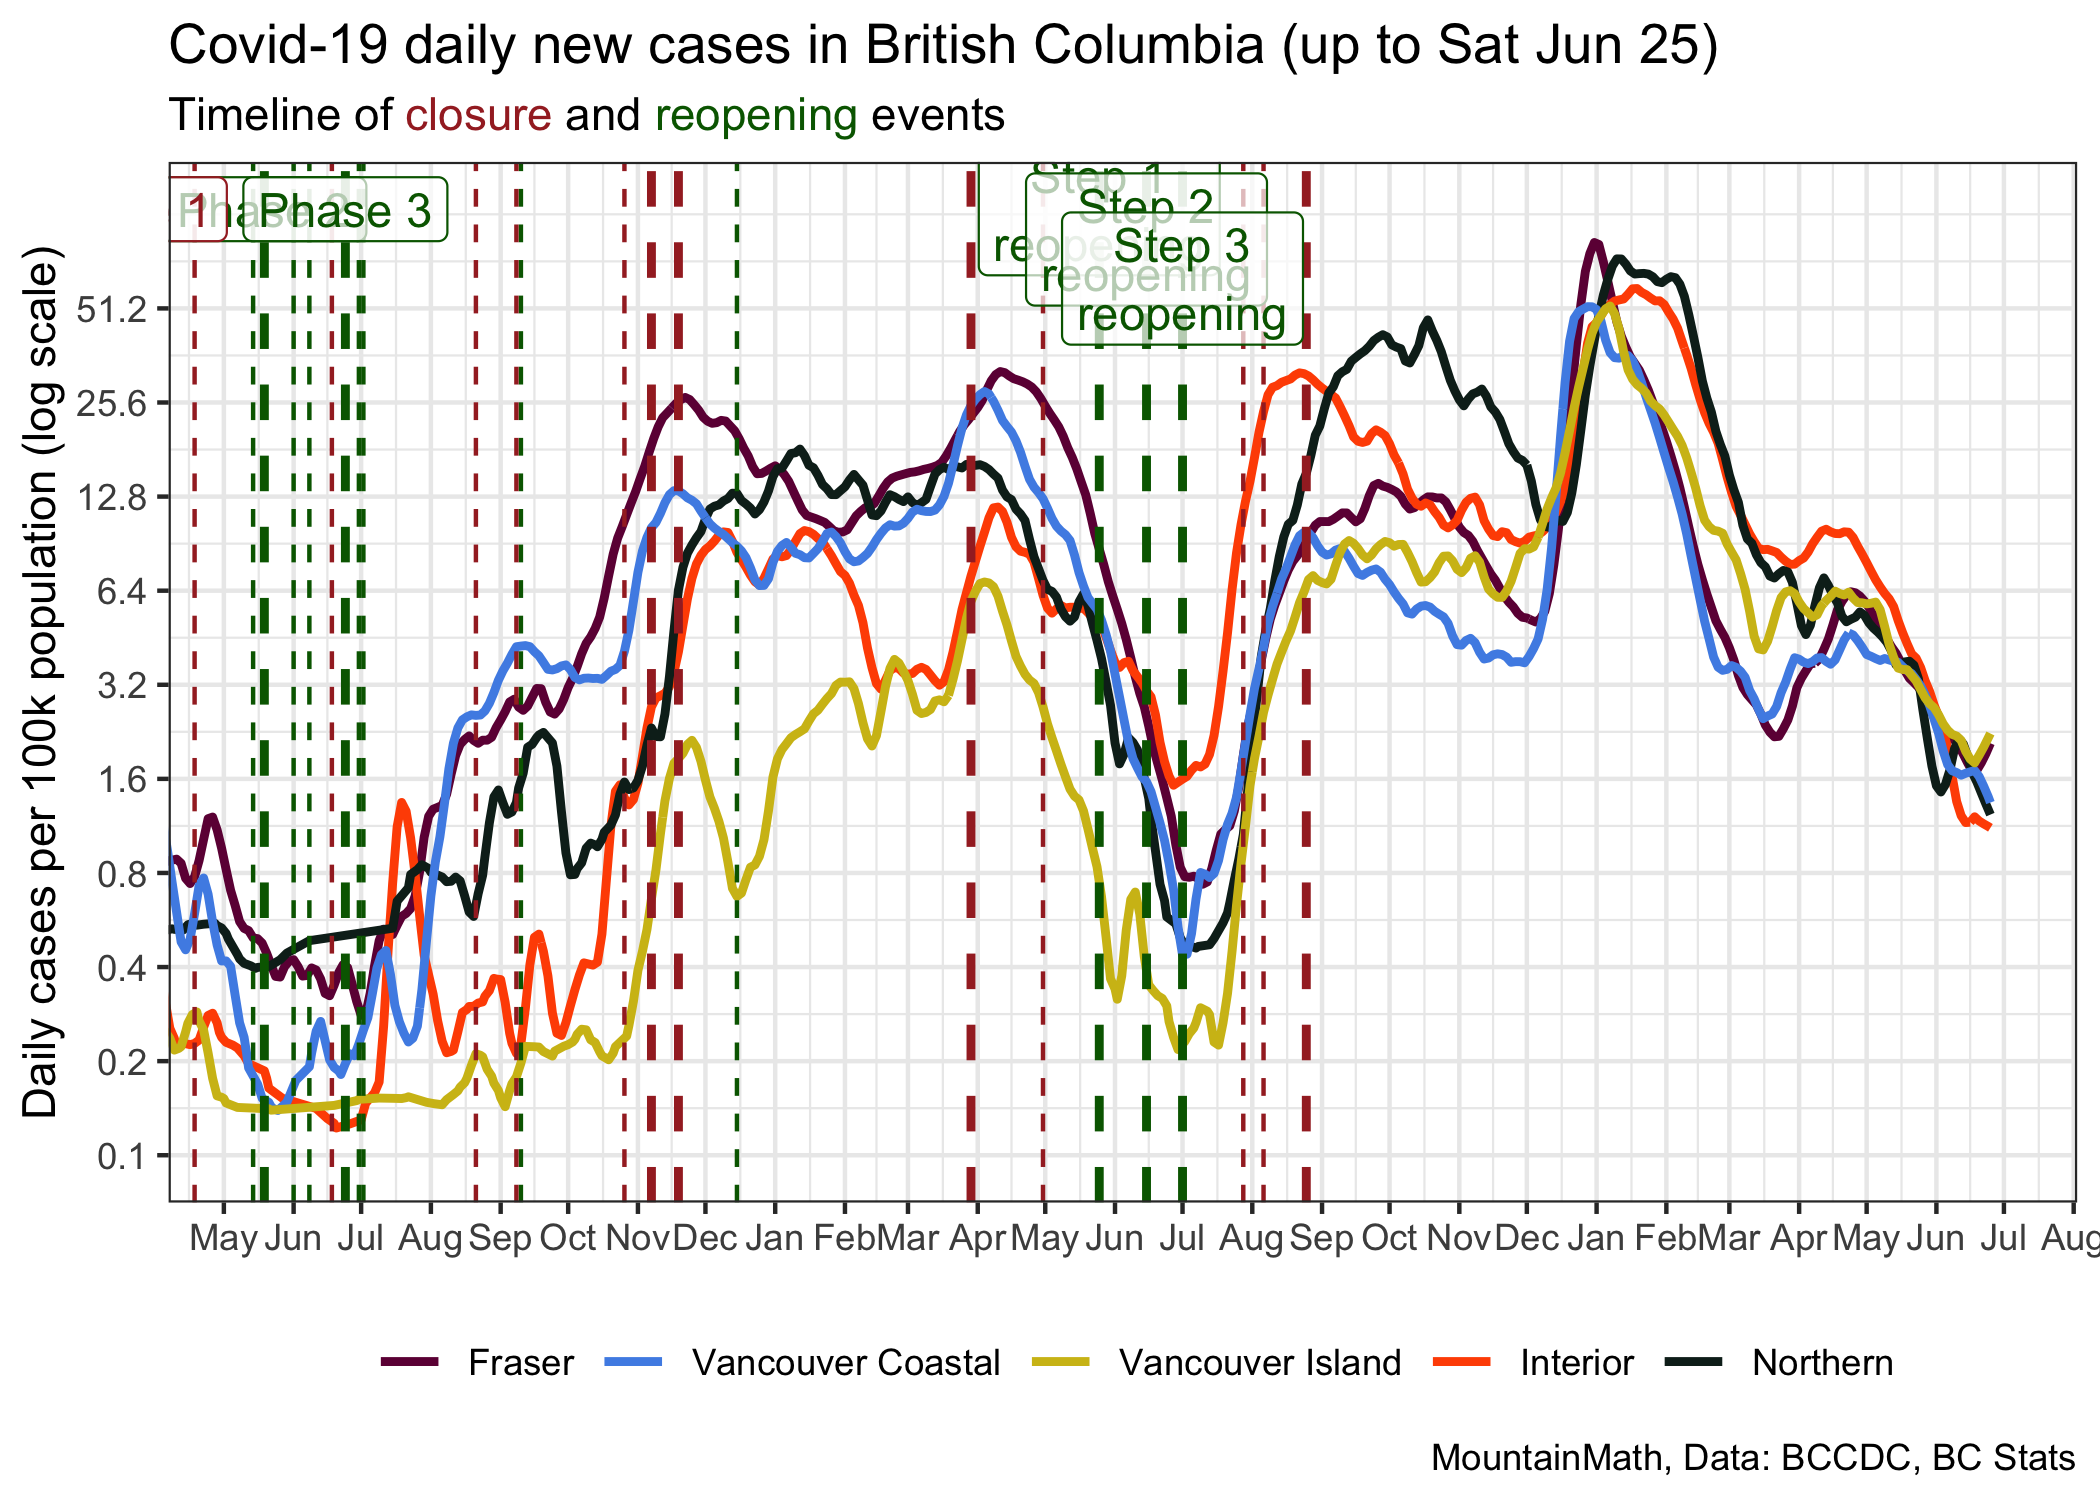 Covid-19 daily new cases in British Columbia (up to Sat Jun 25)
Timeline of closure and reopening events
1
Phase 2
Phase 3
Step 1
reopening
Step 2
reopening
Step 3
reopening
Daily cases per 100k population (log scale)
51.2
25.6
12.8
6.4
3.2
1.6
0.8
0.4
0.2
0.1
May Jun Jul Aug Sep Oct Nov Dec Jan Feb Mar Apr May Jun Jul Aug Sep Oct Nov Dec Jan Feb Mar Apr May Jun Jul Aug
Fraser Vancouver Coastal Vancouver Island Interior Northern
MountainMath, Data: BCCDC, BC Stats